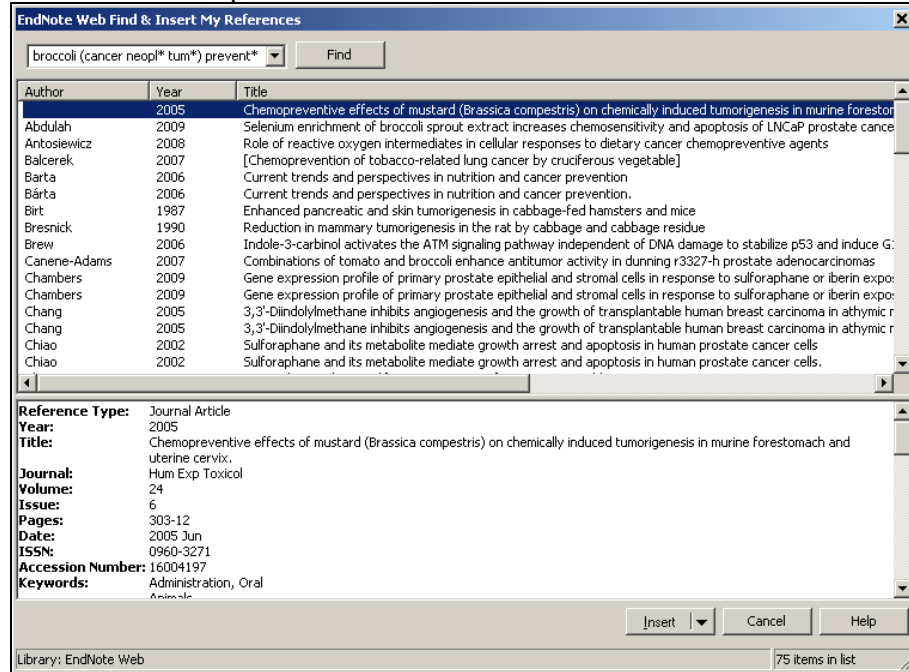 EndNote Web Find & Insert My References
broccoli (cancer neopl* tum*) prevent* Find
Author Year Title
2005 Chemopreventive effects of mustard (Brassica compestris) on chemically induced tumorigenesis in murine foreston
Abdulah 2009 Selenium enrichment of broccoli sprout extract increases chemosensitivity and apoptosis of LNCaP prostate cance
Antosiewicz 2008 Role of reactive oxygen intermediates in cellular responses to dietary cancer chemopreventive agents
Balcerek 2007 [Chemoprevention of tobacco-related lung cancer by cruciferous vegetable]
Barta 2006 Current trends and perspectives in nutrition and cancer prevention
Bárta 2006 Current trends and perspectives in nutrition and cancer prevention.
Birt 1987 Enhanced pancreatic and skin tumorigenesis in cabbage-fed hamsters and mice
Bresnick 1990 Reduction in mammary tumorigenesis in the rat by cabbage and cabbage residue
Brew 2006 Indole-3-carbinol activates the ATM signaling pathway independent of DNA damage to stabilize p53 and induce G:
Canene-Adams 2007 Combinations of tomato and broccoli enhance antitumor activity in dunning r3327-h prostate adenocarcinomas
Chambers 2009 Gene expression profile of primary prostate epithelial and stromal cells in response to sulforaphane or iberin expo:
Chambers 2009 Gene expression profile of primary prostate epithelial and stromal cells in response to sulforaphane or iberin expo:
Chang 2005 3,3'-Diindolylmethane inhibits angiogenesis and the growth of transplantable human breast carcinoma in athymic r
Chang 2005 3,3'-Diindolylmethane inhibits angiogenesis and the growth of transplantable human breast carcinoma in athymic r
Chiao 2002 Sulforaphane and its metabolite mediate growth arrest and apoptosis in human prostate cancer cells
Chiao 2002 Sulforaphane and its metabolite mediate growth arrest and apoptosis in human prostate cancer cells.
Reference Type: Journal Article
Year: 2005
Title: Chemopreventive effects of mustard (Brassica compestris) on chemically induced tumorigenesis in murine forestomach and
uterine cervix.
Journal: Hum Exp Toxicol
Volume: 24
Issue: 6
Pages: 303-12
Date: 2005 Jun
ISSN: 0960-3271
Accession Number: 16004197
Keywords: Administration, Oral
Animals
Insert Cancel Help
Library: EndNote Web 75 items in list